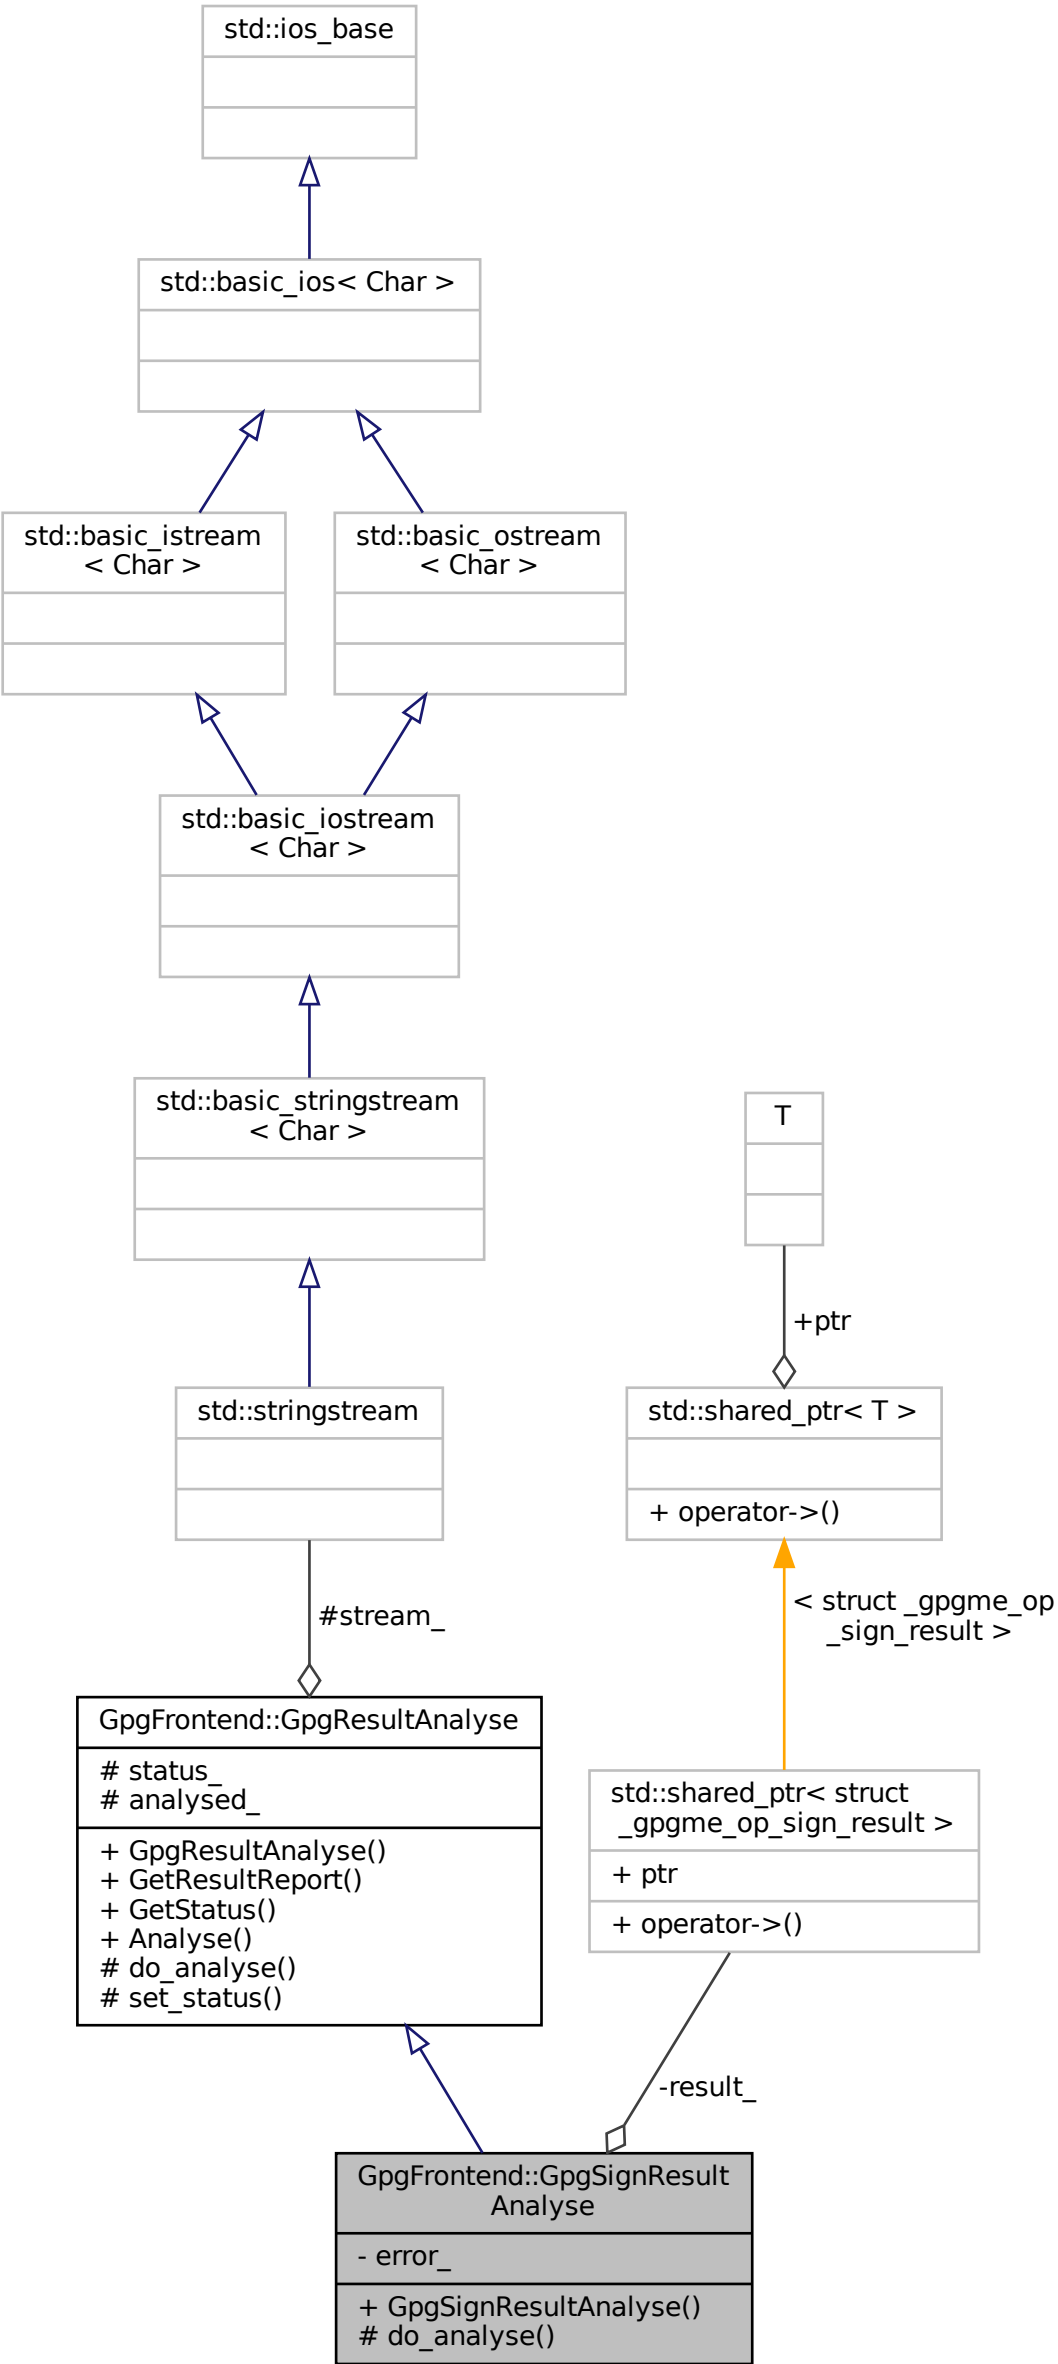 std::ios_base
std::basic_ios< Char >
std::basic_istream
< Char >
std::basic_ostream
< Char >
std::basic_iostream
< Char >
std::basic_stringstream
< Char >
T
+ptr
std::stringstream
std::shared_ptr< T >
+ operator->()
#stream_
< struct _gpgme_op
_sign_result >
GpgFrontend::GpgResultAnalyse
# status_
# analysed_
+ GpgResultAnalyse()
+ GetResultReport()
+ GetStatus()
+ Analyse()
# do_analyse()
# set_status()
std::shared_ptr< struct
_gpgme_op_sign_result >
+ ptr
+ operator->()
-result_
GpgFrontend::GpgSignResult
Analyse
- error_
+ GpgSignResultAnalyse()
# do_analyse()